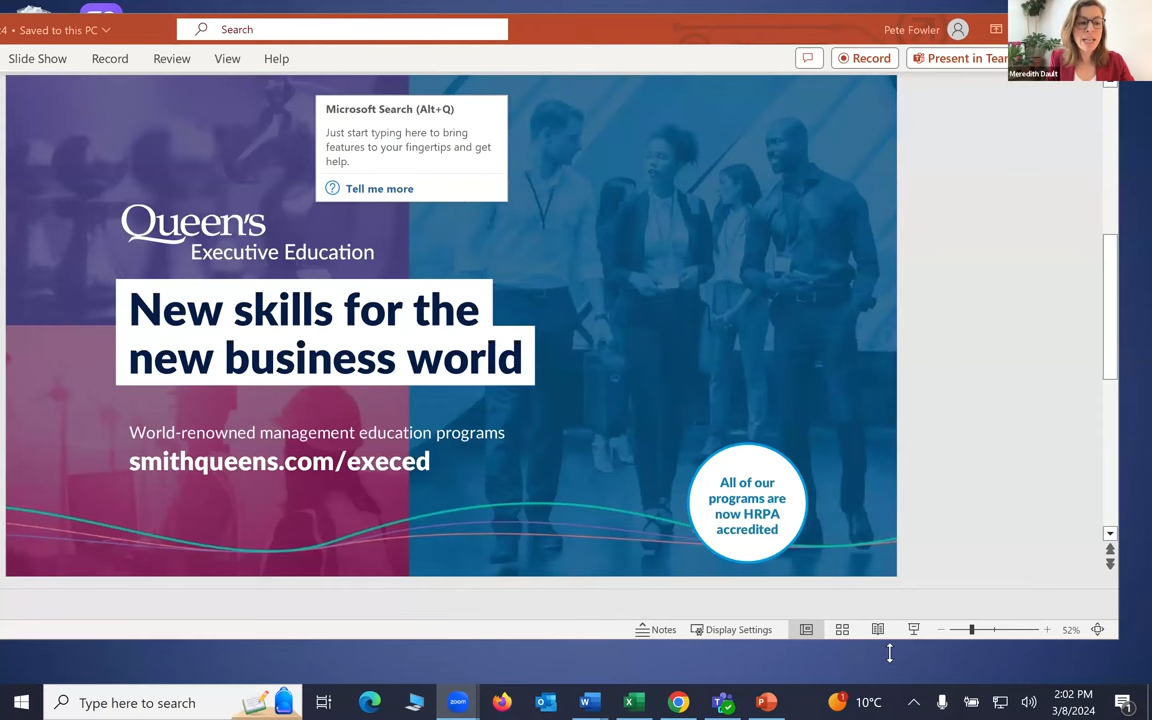 4 • Saved to this PC
Search
Pete Fowler
Slide Show
Record
Review
View
Help
Record
Present in Tea
Meredith Dault
Microsoft Search (Alt+Q)
Just start typing here to bring
features to your fingertips and get
help.
Tell me more
Queen's
Executive Education
New skills for the
new business world
World-renowned management education programs
smithqueens.com/execed
All of our
programs are
now HRPA
accredited
Notes
Display Settings
52%
Type here to search
zoom
1
10°C
2:02 PM
3/8/2024
1